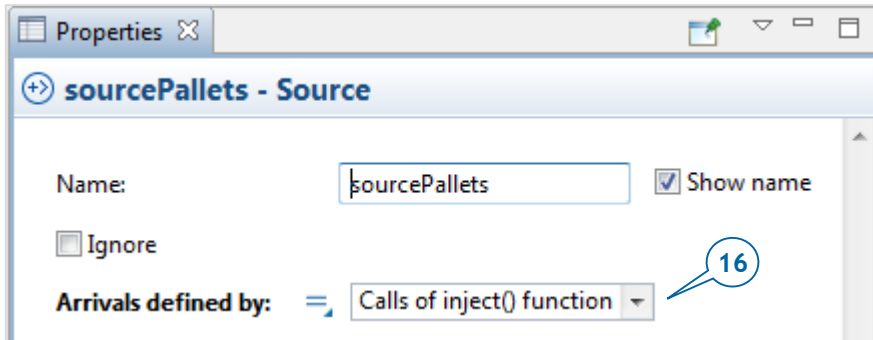 Properties
sourcePallets - Source
Name: sourcePallets Show name
Ignore
16
Arrivals defined by: Calls of inject() function